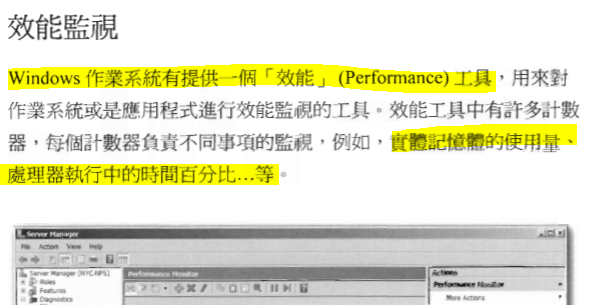 效能監視
Windows 作業系統有提供一個「效能」 (Performance) 工具，用來對
作業系統或是應用程式進行效能監視的工具。效能工具中有許多計數
器，每個計數器負責不同事項的監視，例如，實體記憶體的使用量、
處理器執行中的時間百分比…等。
Server Manager
File Action View Help
Server Manager (NYC-NPS) Performance Monitor Actions
Roles Performance Monitor
Features More Actions
Diagnostics